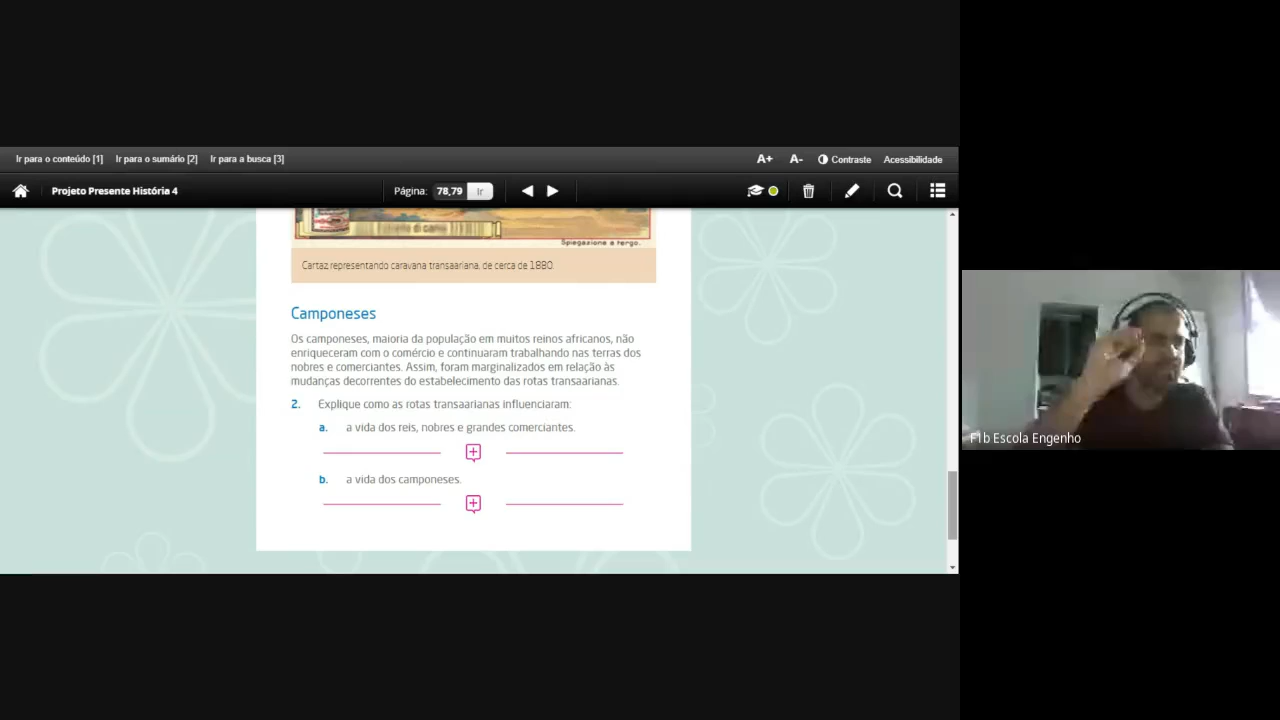 Ir para o conteúdo [1] Ir para o sumário [2] Ir para a busca [3] A+ A- Contraste Acessibilidade
Projeto Presente História 4 Página: 78,79 Ir
Spiegazione a tergo.
Cartaz representando caravana transaariana, de cerca de 1880.
Camponeses
Os camponeses, maioria da população em muitos reinos africanos, não
enriqueceram com o comércio e continuaram trabalhando nas terras dos
nobres e comerciantes. Assim, foram marginalizados em relação às
mudanças decorrentes do estabelecimento das rotas transaarianas.
2. Explique como as rotas transaarianas influenciaram:
a. a vida dos reis, nobres e grandes comerciantes.
b. a vida dos camponeses.
F1b Escola Engenho